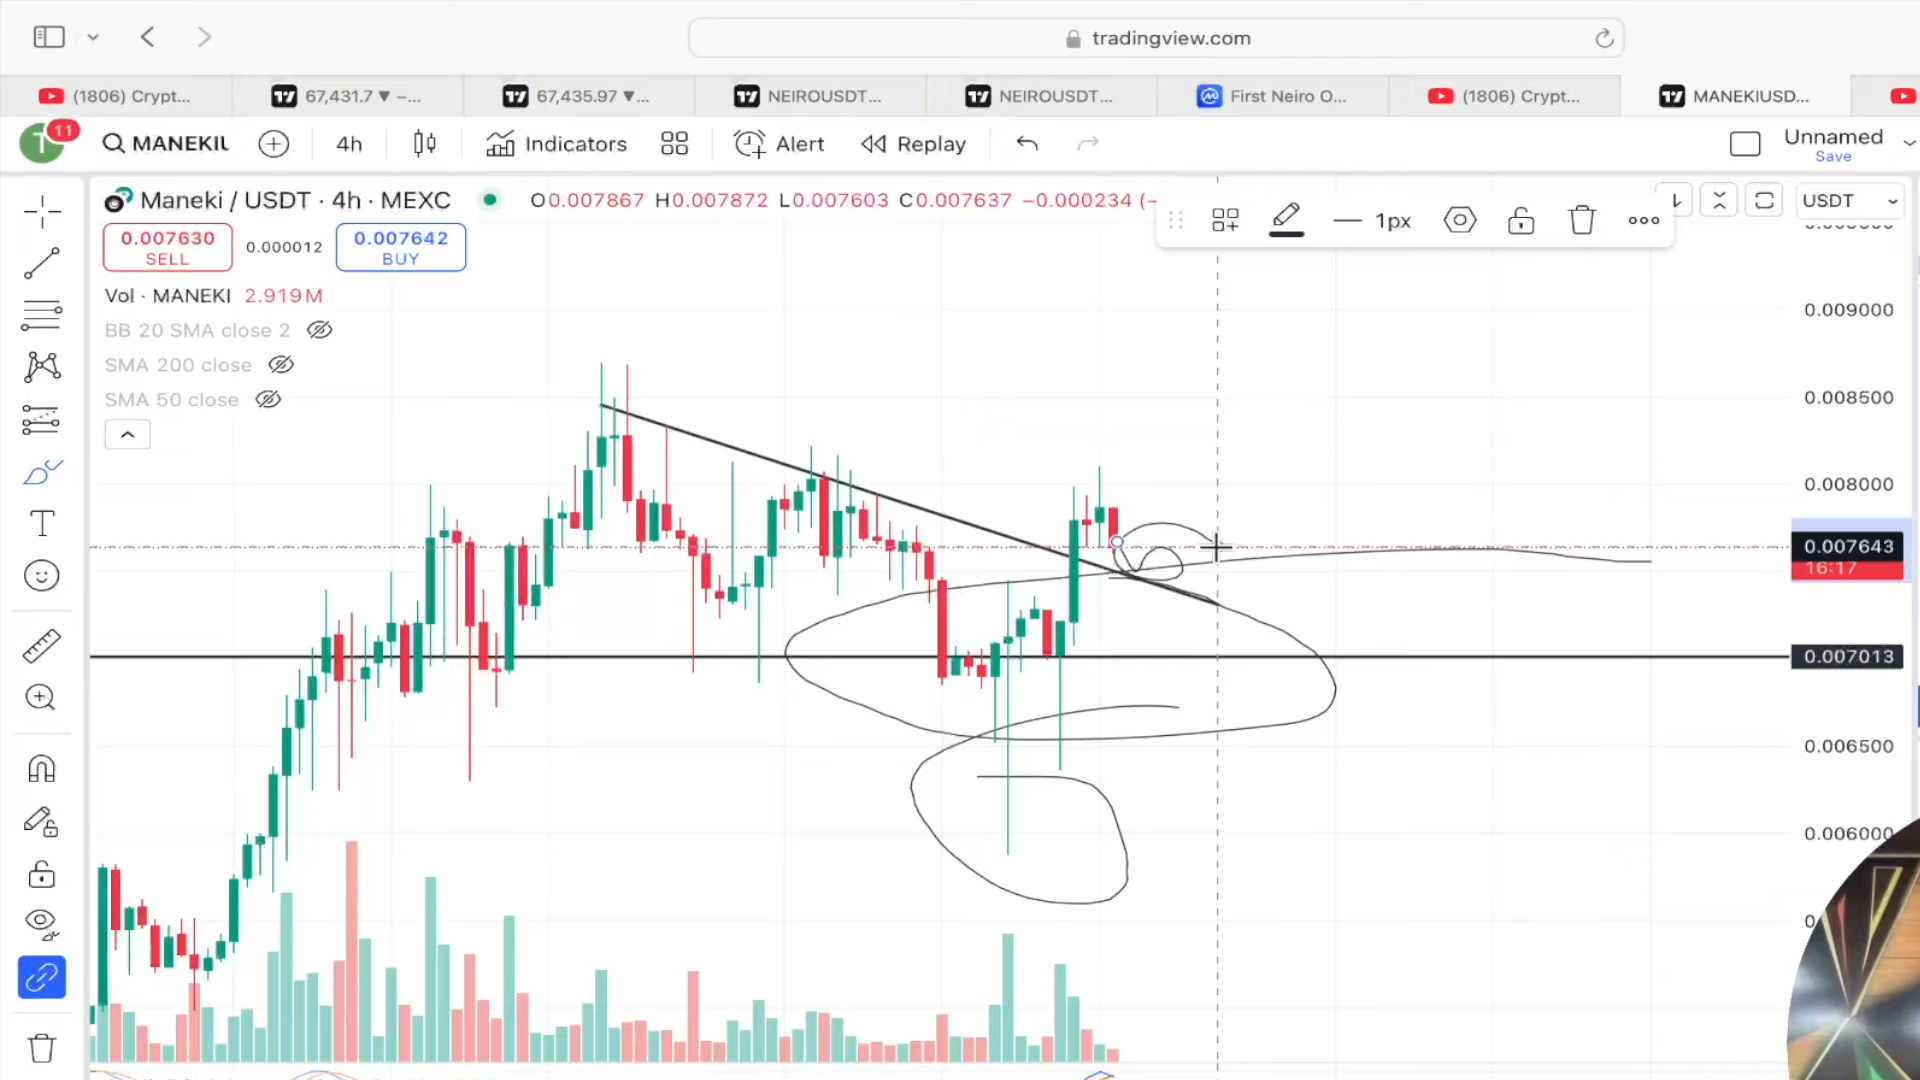 tradingview.com
(1806) Crypt...
67,431.7 ▼ –...
67,435.97 ▼...
NEIROUSDT...
NEIROUSDT...
First Neiro O...
(1806) Crypt...
MANEKIUSD...
T
11
MANEKIU
4h
Indicators
Alert
Replay
Unnamed
Save
Maneki / USDT · 4h · MEXC
O0.007867 H0.007872 L0.007603 C0.007637 −0.000234 (−
1px
USDT
0.007630
SELL
0.000012
0.007642
BUY
Vol · MANEKI 2.919M
BB 20 SMA close 2
SMA 200 close
SMA 50 close
0.009000
0.008500
0.008000
0.007643
16:17
0.007013
0.006500
0.006000